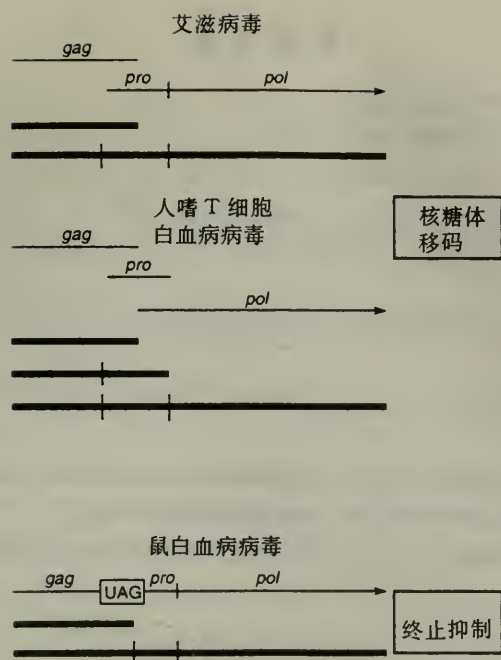 艾滋病毒
gag
pro
pol
人嗜T细胞
白血病病毒
核糖体
移码
gag
pro
pol
鼠白血病病毒
gag
UAG
pro
pol
终止抑制